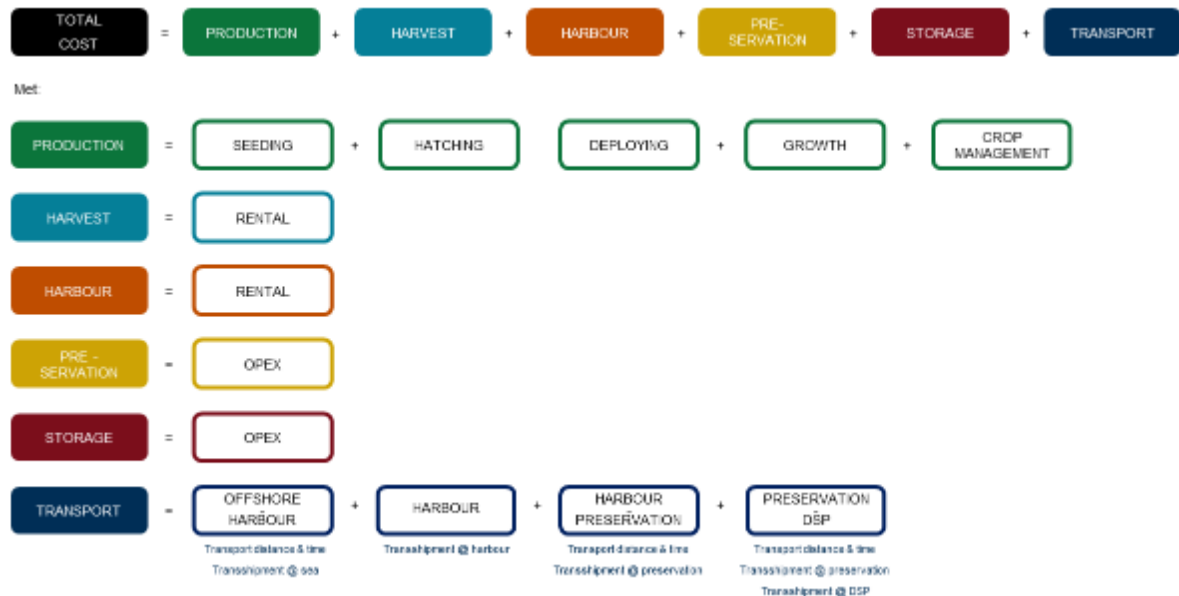 TOTAL COST = PRODUCTION + HARVEST + HARBOUR + PRE-SERVATION + STORAGE + TRANSPORT
Met:
PRODUCTION = SEEDING + HATCHING DEPLOYING + GROWTH + CROP MANAGEMENT
HARVEST = RENTAL
HARBOUR = RENTAL
PRE - SERVATION = OPEX
STORAGE = OPEX
TRANSPORT = OFFSHORE - HARBOUR + HARBOUR + HARBOUR - PRESERVATION + PRESERVATION - DSP
Transport distance & time Transshipment @ harbour Transport distance & time Transport distance & time
Transshipment @ sea Transshipment @ preservation Transshipment @ preservation
Transshipment @ DSP